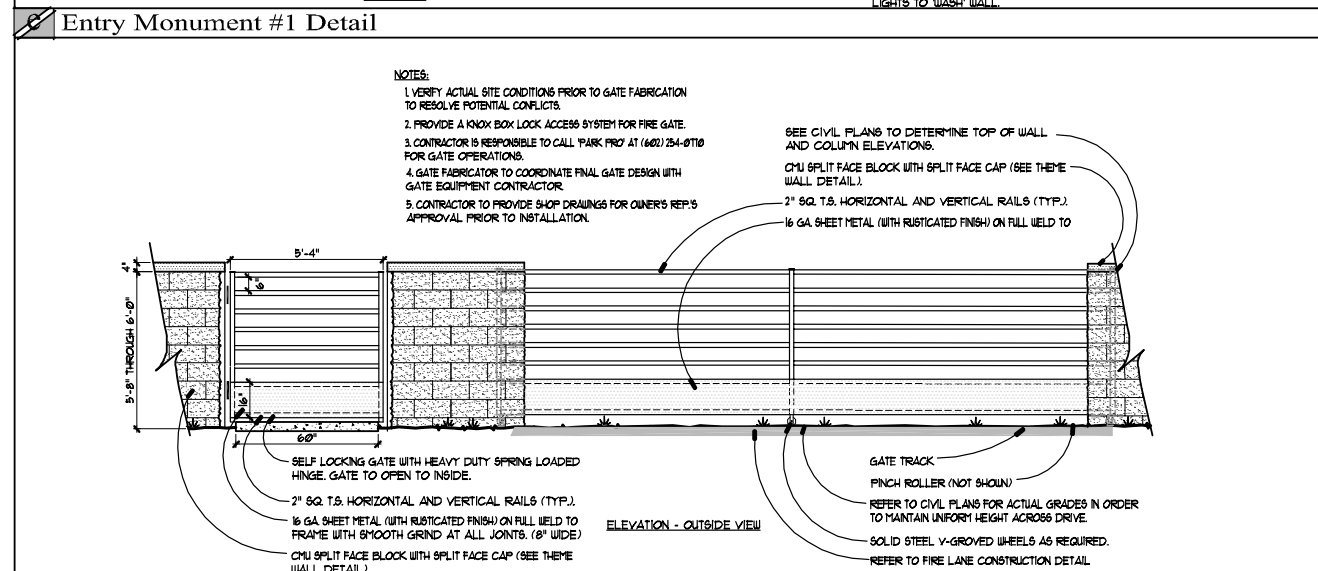 LIGHTS TO 'WASH' WALL.
C Entry Monument #1 Detail
NOTES:
1. VERIFY ACTUAL SITE CONDITIONS PRIOR TO GATE FABRICATION
TO RESOLVE POTENTIAL CONFLICTS.
2. PROVIDE A KNOX BOX LOCK ACCESS SYSTEM FOR FIRE GATE.
3. CONTRACTOR IS RESPONSIBLE TO CALL 'PARK PRO' AT (602) 254-0770
FOR GATE OPERATIONS.
4. GATE FABRICATOR TO COORDINATE FINAL GATE DESIGN WITH
GATE EQUIPMENT CONTRACTOR.
5. CONTRACTOR TO PROVIDE SHOP DRAWINGS FOR OWNER'S REP.'S
APPROVAL PRIOR TO INSTALLATION.
SEE CIVIL PLANS TO DETERMINE TOP OF WALL
AND COLUMN ELEVATIONS.
CMU SPLIT FACE BLOCK WITH SPLIT FACE CAP (SEE THEME
WALL DETAIL).
2" SQ. T.S. HORIZONTAL AND VERTICAL RAILS (TYP.).
16 GA. SHEET METAL (WITH RUSTICATED FINISH) ON FULL WELD TO
5'-4"
4"
6"
5'-8" THROUGH 6'-0"
16"
60"
SELF LOCKING GATE WITH HEAVY DUTY SPRING LOADED
HINGE. GATE TO OPEN TO INSIDE.
2" SQ. T.S. HORIZONTAL AND VERTICAL RAILS (TYP.).
16 GA. SHEET METAL (WITH RUSTICATED FINISH) ON FULL WELD TO
FRAME WITH SMOOTH GRIND AT ALL JOINTS. (8" WIDE)
CMU SPLIT FACE BLOCK WITH SPLIT FACE CAP (SEE THEME
WALL DETAIL)
ELEVATION - OUTSIDE VIEW
GATE TRACK
PINCH ROLLER (NOT SHOWN)
REFER TO CIVIL PLANS FOR ACTUAL GRADES IN ORDER
TO MAINTAIN UNIFORM HEIGHT ACROSS DRIVE.
SOLID STEEL V-GROVED WHEELS AS REQUIRED.
REFER TO FIRE LANE CONSTRUCTION DETAIL